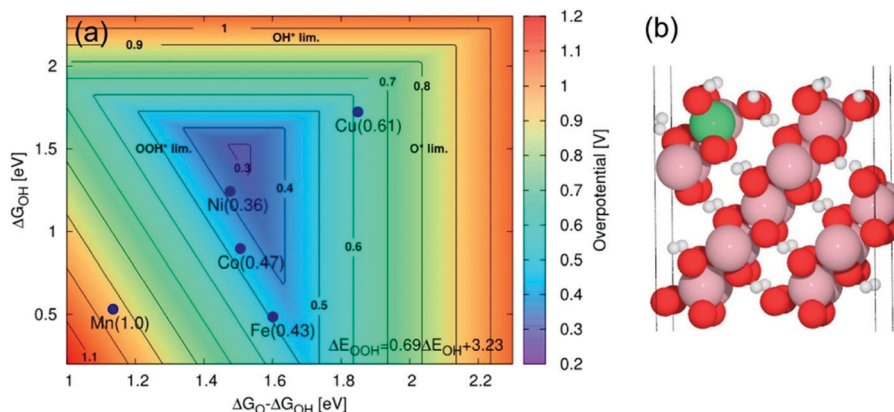 (a)
(b)
1
OH* lim.
0.9
0.8
0.7
OOH* lim.
O* lim.
Cu(0.61)
0.3
0.4
Ni(0.36)
Co(0.47)
0.6
0.5
Mn(1.0)
Fe(0.43)
1.1
ΔE_OOH=0.69ΔE_OH+3.23
2
1.5
1
0.5
ΔG_OH [eV]
1 1.2 1.4 1.6 1.8 2 2.2
ΔG_O-ΔG_OH [eV]
1.2
1.1
1
0.9
0.8
0.7
0.6
0.5
0.4
0.3
0.2
Overpotential [V]